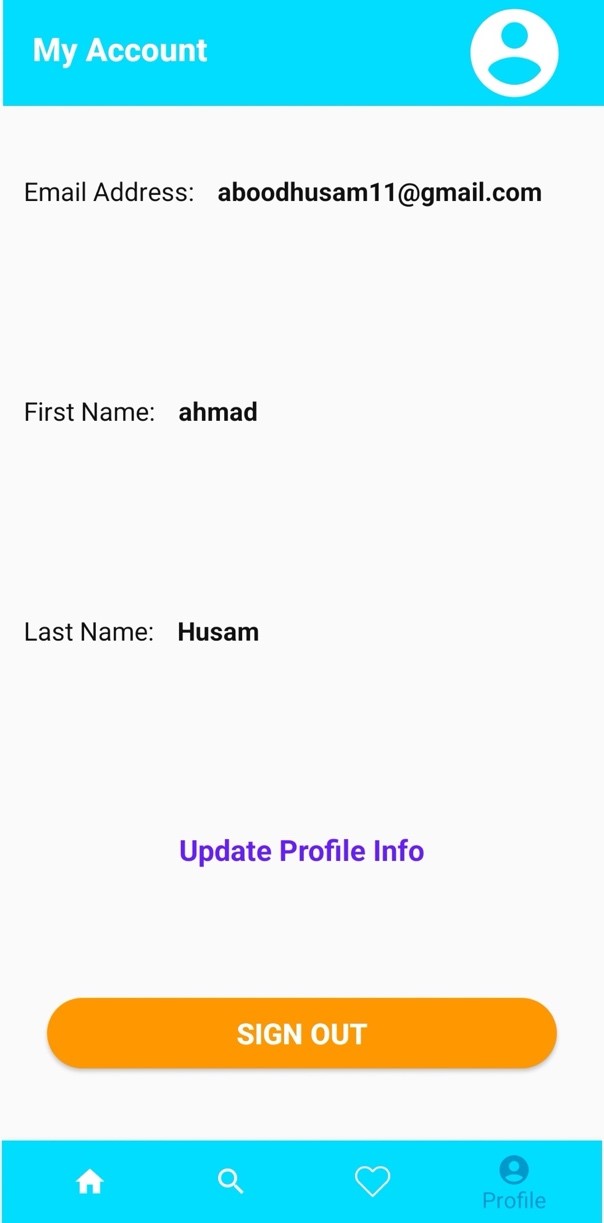 My Account
Email Address: aboodhusam11@gmail.com
First Name: ahmad
Last Name: Husam
Update Profile Info
SIGN OUT
Profile